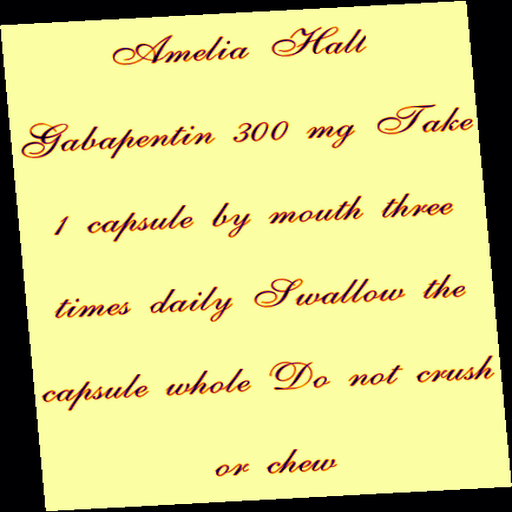 Amelia Hall
Gabapentin 300 mg Take
1 capsule by mouth three
times daily Swallow the
capsule whole Do not crush
or chew